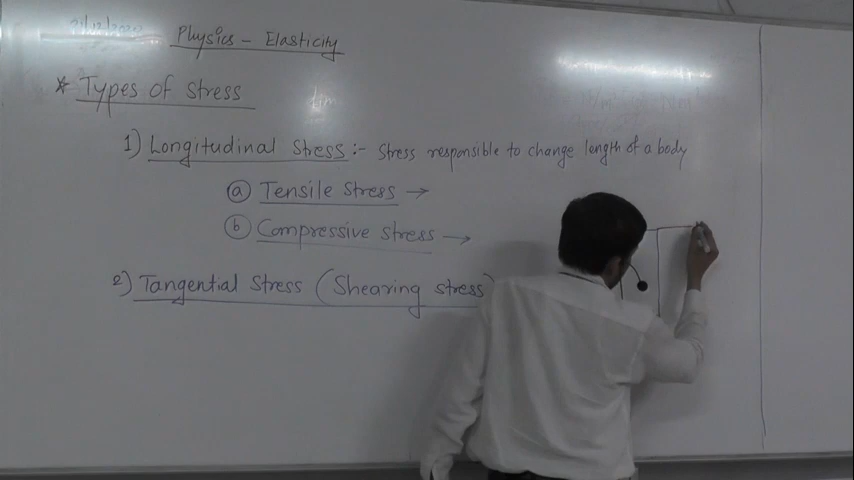 Physics - Elasticity
* Types of Stress
1) Longitudinal Stress :- Stress responsible to change length of a body
a Tensile Stress →
b Compressive Stress →
2) Tangential Stress (Shearing stress)